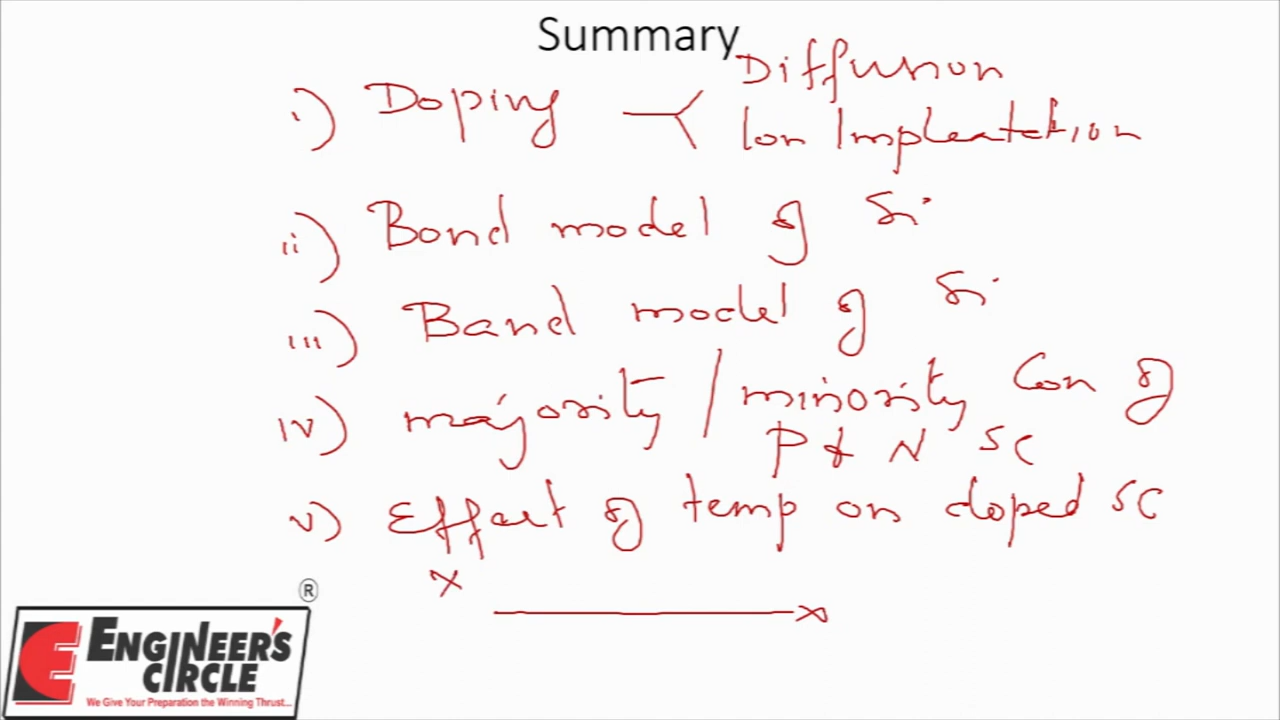 Summary
i) Doping
Diffusion
Ion Impleatation
ii) Bond model of Si
iii) Band model of Si
iv) majority / minority Con of
P & N SC
v) Effect of temp on doped SC
®
ENGINEER'S
CIRCLE
We Give Your Preparation the Winning Thrust...